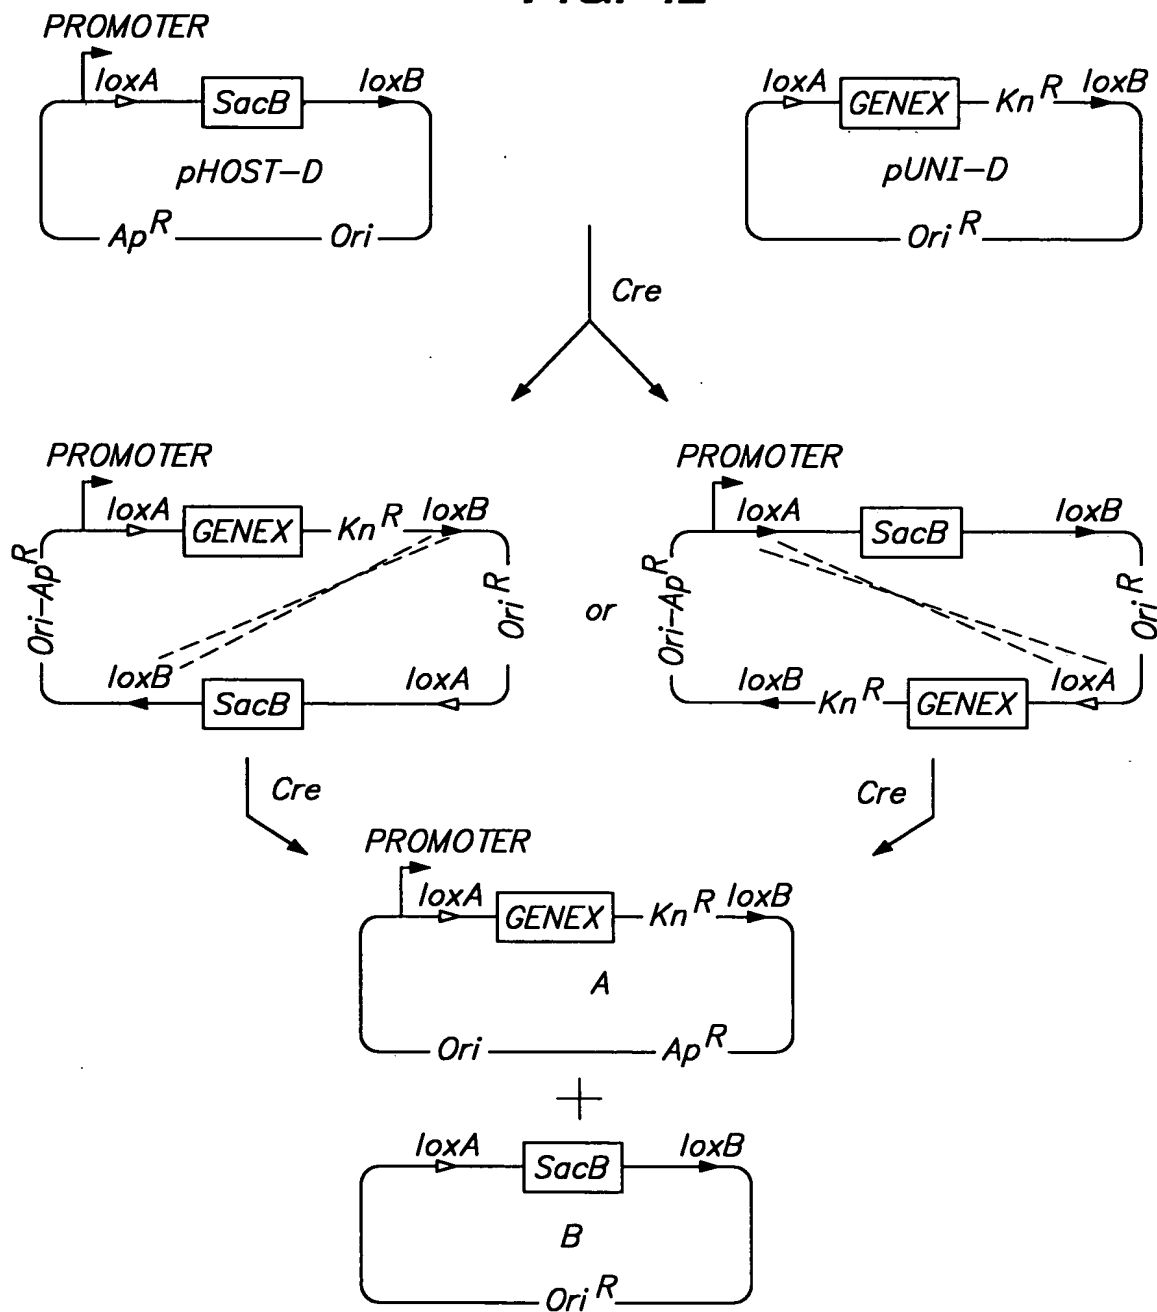 PROMOTER
loxA
SacB
loxB
pHOST-D
Ap^R
Ori
loxA
GENEX
Kn^R
loxB
pUNI-D
Ori^R
Cre
PROMOTER
loxA
GENEX
Kn^R
loxB
Ori-Ap^R
Ori^R
loxB
SacB
loxA
or
PROMOTER
loxA
SacB
loxB
Ori-Ap^R
Ori^R
loxB
Kn^R
GENEX
loxA
Cre
Cre
PROMOTER
loxA
GENEX
Kn^R
loxB
A
Ori
Ap^R
+
loxA
SacB
loxB
B
Ori^R